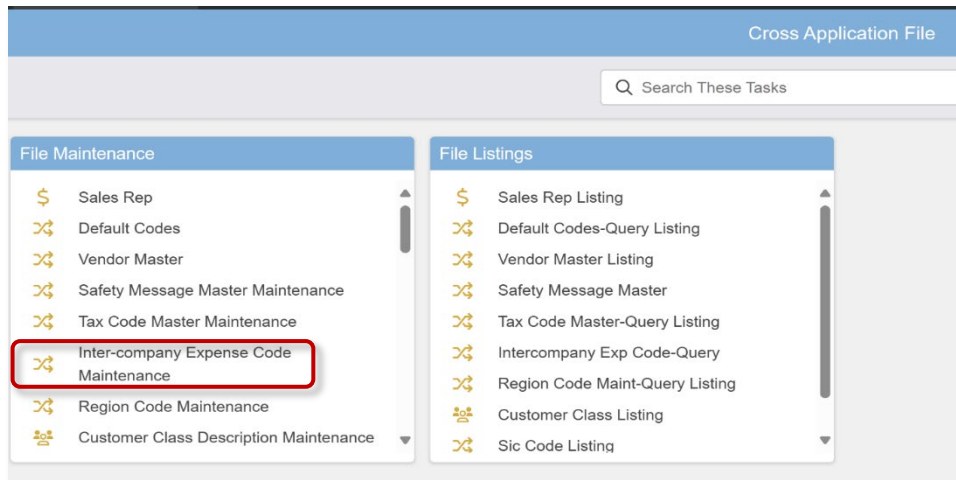 Cross Application File
Search These Tasks
File Maintenance
Sales Rep
Default Codes
Vendor Master
Safety Message Master Maintenance
Tax Code Master Maintenance
Inter-company Expense Code
Maintenance
Region Code Maintenance
Customer Class Description Maintenance
File Listings
Sales Rep Listing
Default Codes-Query Listing
Vendor Master Listing
Safety Message Master
Tax Code Master-Query Listing
Intercompany Exp Code-Query
Region Code Maint-Query Listing
Customer Class Listing
Sic Code Listing